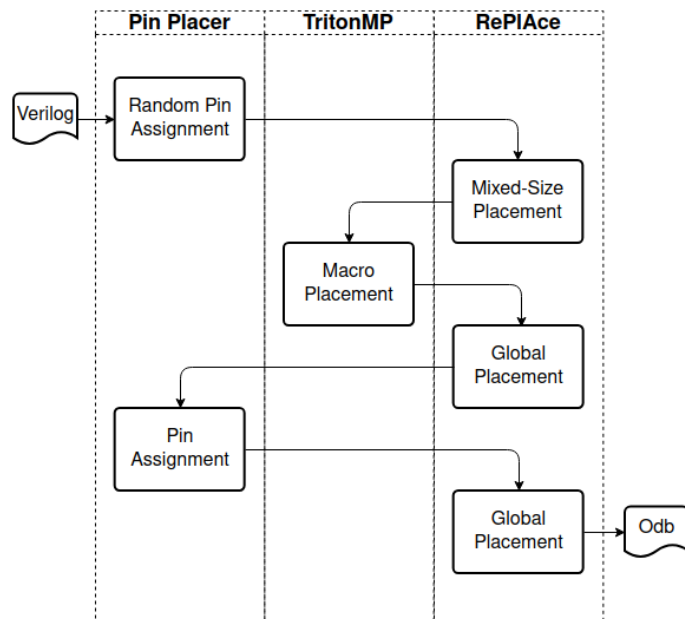 Pin Placer
TritonMP
RePlAce
Verilog
Random Pin
Assignment
Mixed-Size
Placement
Macro
Placement
Global
Placement
Pin
Assignment
Global
Placement
Odb